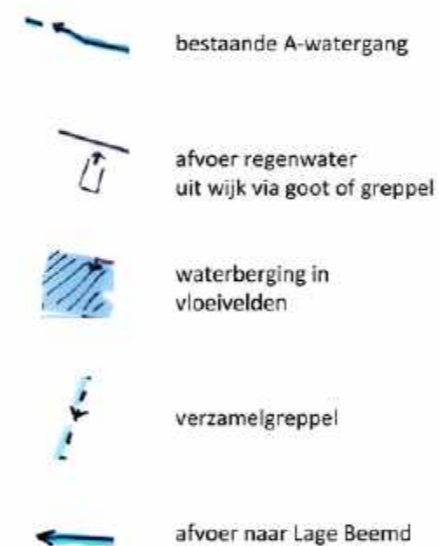 bestaande A-watergang
afvoer regenwater
uit wijk via goot of greppel
waterberging in
vloeivelden
verzamelgreppel
afvoer naar Lage Beemd